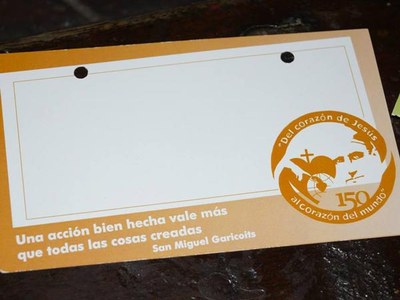 "Del corazón de Jesús
150
al corazón del mundo"
Una acción bien hecha vale más
que todas las cosas creadas
San Miguel Garicoits